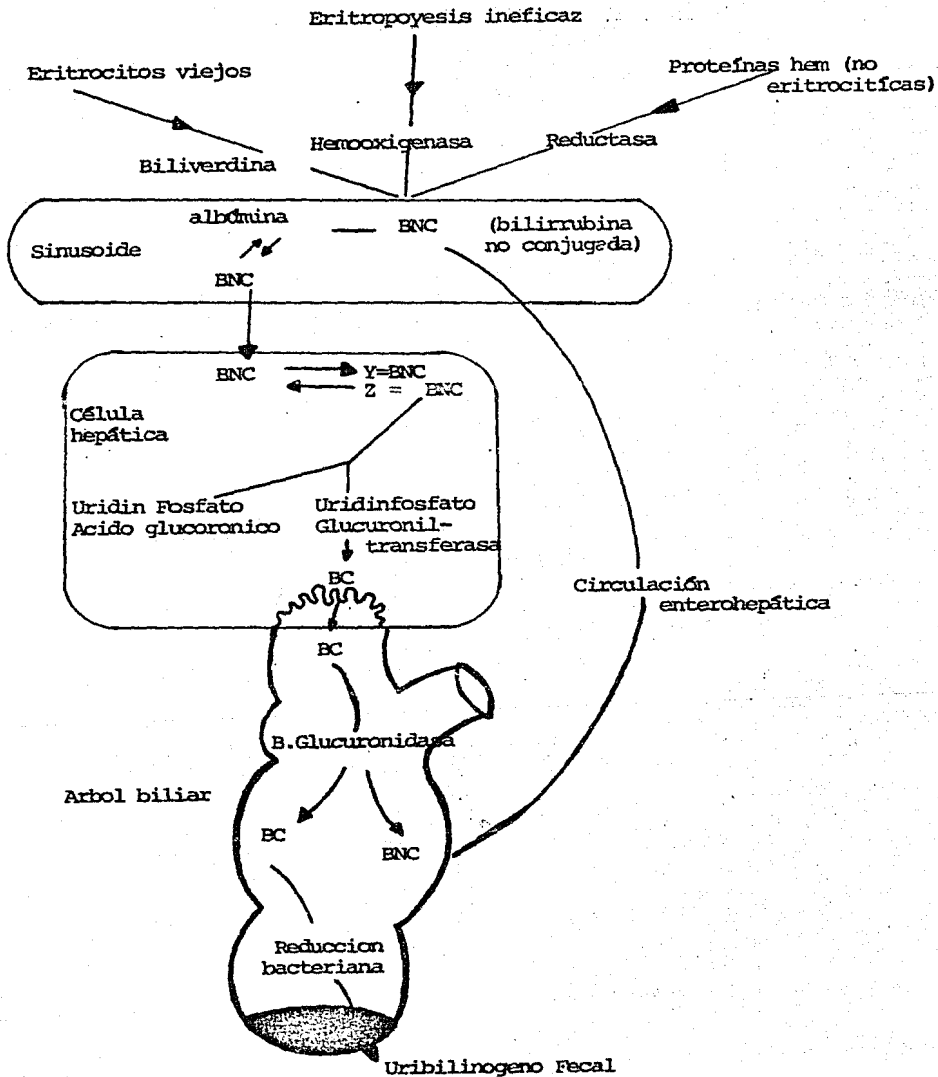 Eritropoyesis ineficaz
Eritrocitos viejos
Proteínas hem (no
eritrocitícas)
Hemooxigenasa
Reductasa
Biliverdina
albúmina
BNC
(bilirrubina
no conjugada)
Sinusoide
BNC
BNC
Y=BNC
Z = BNC
Célula
hepática
Uridin Fosfato
Acido glucoronico
Uridinfosfato
Glucuronil-
transferasa
BC
Circulación
enterohepática
BC
B.Glucuronidasa
Arbol biliar
BC
BNC
Reduccion
bacteriana
Uribilinogeno Fecal